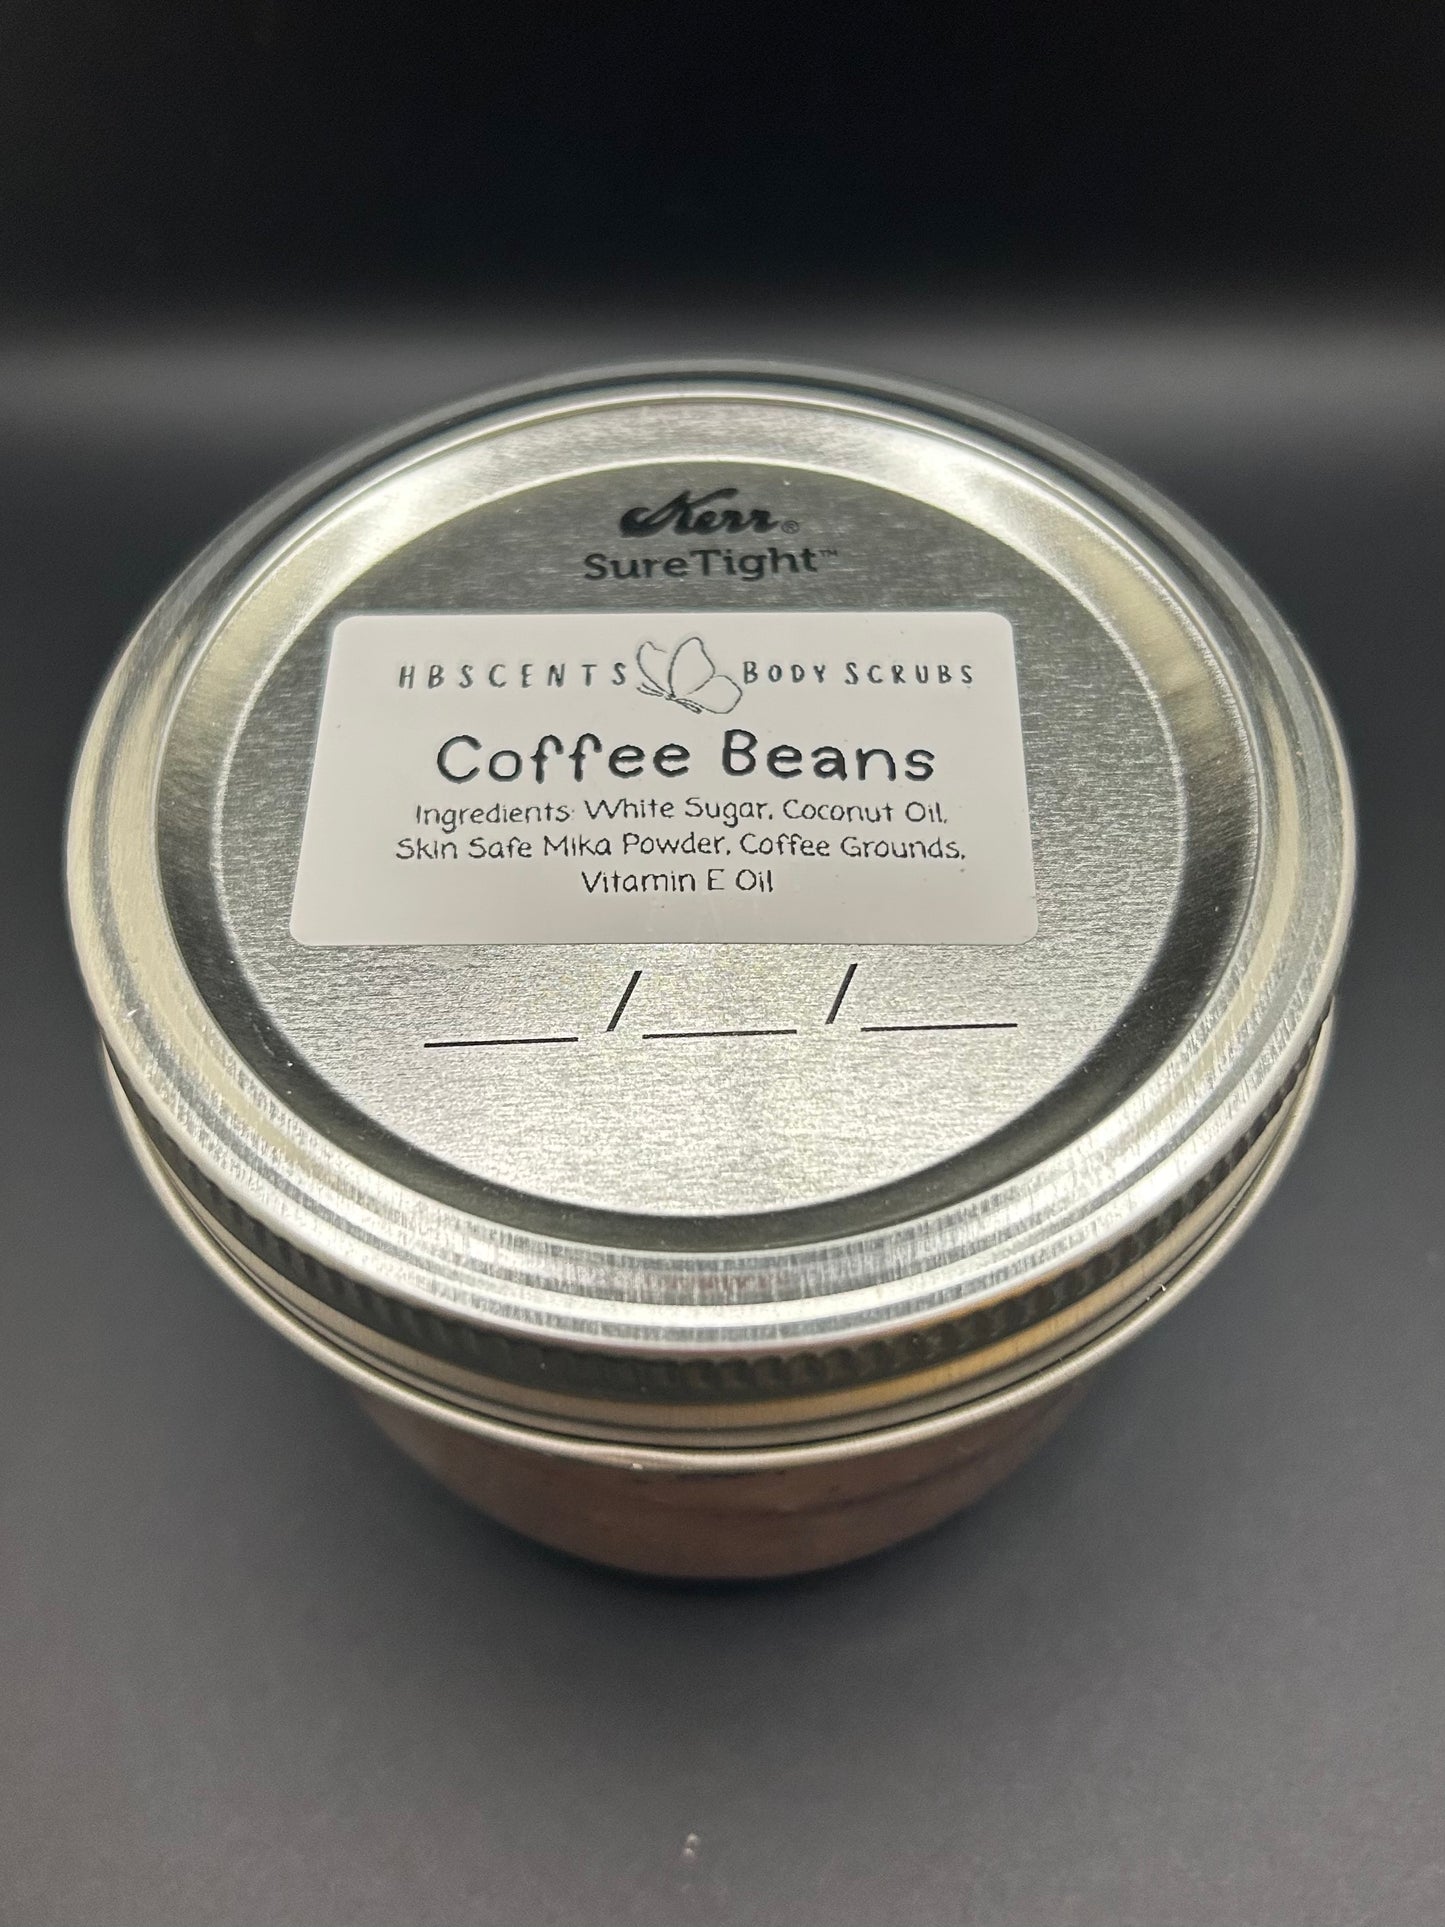 Kerr®
SureTight™
HBSCENTS BODY SCRUBS
Coffee Beans
Ingredients: White Sugar, Coconut Oil,
Skin Safe Mika Powder, Coffee Grounds,
Vitamin E Oil
___/___/___